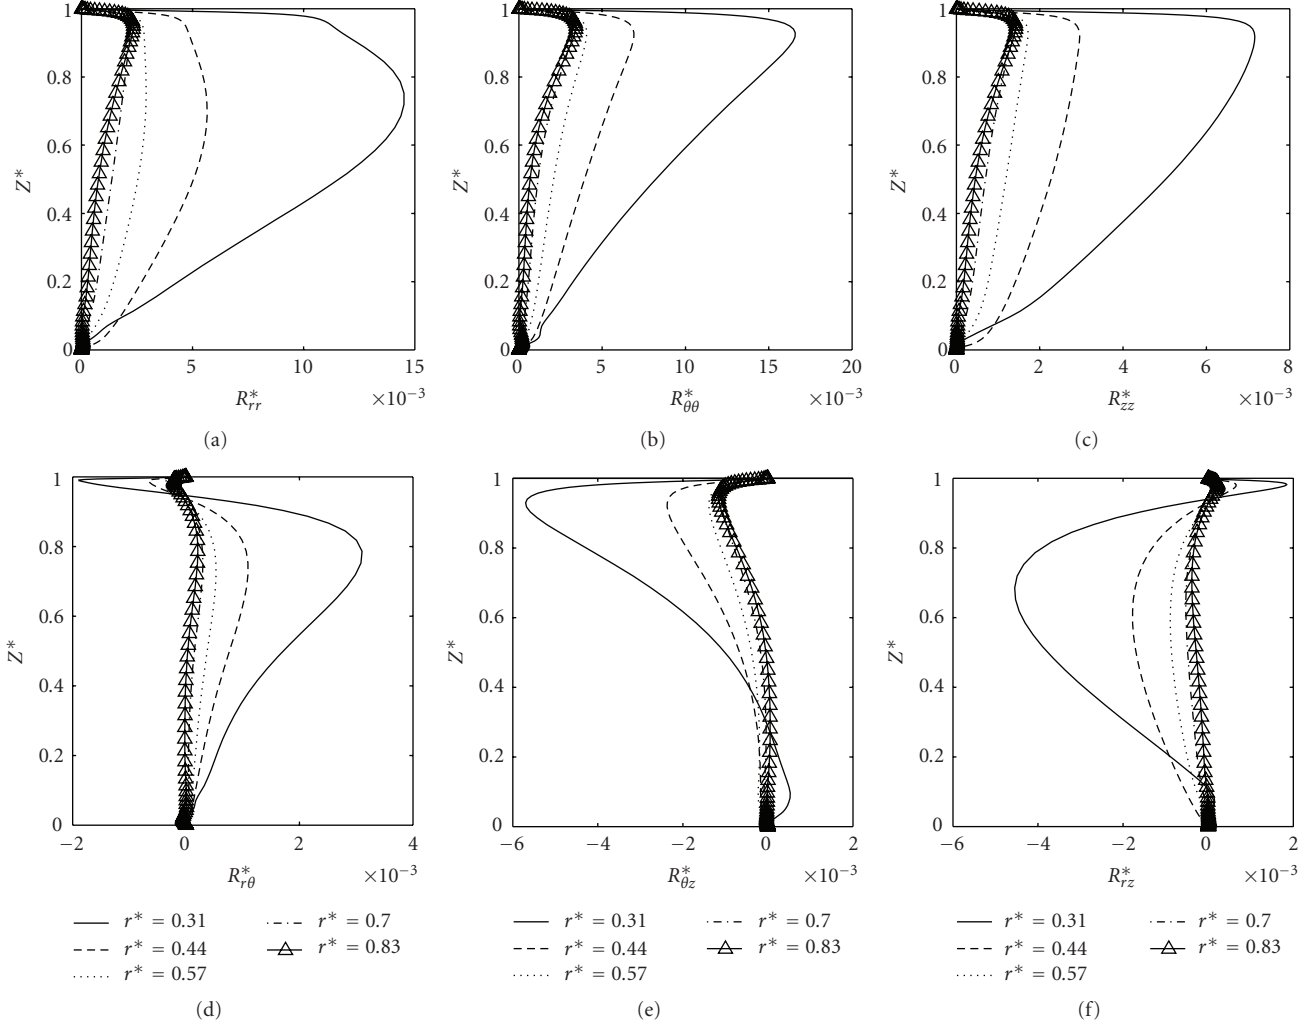 1
0.8
0.6
0.4
0.2
0
Z*
0 5 10 15
R*rr ×10−3
(a)
1
0.8
0.6
0.4
0.2
0
Z*
0 5 10 15 20
R*θθ ×10−3
(b)
1
0.8
0.6
0.4
0.2
0
Z*
0 2 4 6 8
R*zz ×10−3
(c)
1
0.8
0.6
0.4
0.2
0
Z*
−2 0 2 4
R*rθ ×10−3
r* = 0.31 r* = 0.7
r* = 0.44 r* = 0.83
r* = 0.57
(d)
1
0.8
0.6
0.4
0.2
0
Z*
−6 −4 −2 0 2
R*θz ×10−3
r* = 0.31 r* = 0.7
r* = 0.44 r* = 0.83
r* = 0.57
(e)
1
0.8
0.6
0.4
0.2
0
Z*
−6 −4 −2 0 2
R*rz ×10−3
r* = 0.31 r* = 0.7
r* = 0.44 r* = 0.83
r* = 0.57
(f)